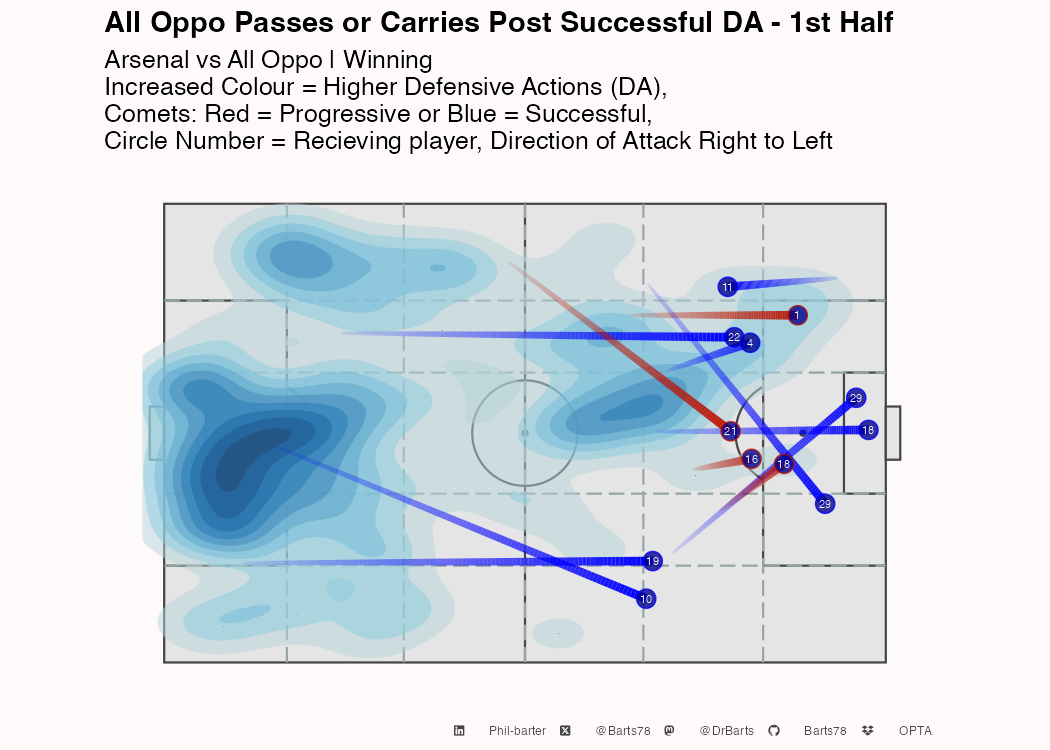 All Oppo Passes or Carries Post Successful DA - 1st Half
Arsenal vs All Oppo | Winning
Increased Colour = Higher Defensive Actions (DA),
Comets: Red = Progressive or Blue = Successful,
Circle Number = Recieving player, Direction of Attack Right to Left
11
1
22
4
29
21
18
16
18
29
19
10
Phil-barter @Barts78 @DrBarts Barts78 OPTA